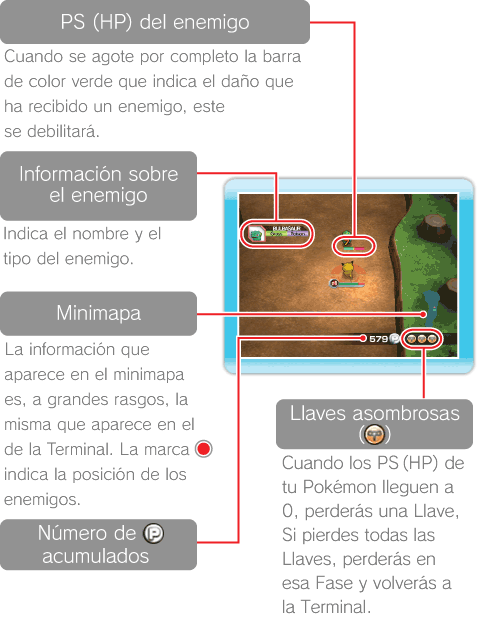 PS (HP) del enemigo
Cuando se agote por completo la barra
de color verde que indica el daño que
ha recibido un enemigo, este
se debilitará.
Información sobre
el enemigo
Indica el nombre y el
tipo del enemigo.
BULBASAUR
Minimapa
La información que
aparece en el minimapa
es, a grandes rasgos, la
misma que aparece en el
de la Terminal. La marca
indica la posición de los
enemigos.
579 P
Número de P
acumulados
Llaves asombrosas
( )
Cuando los PS (HP) de
tu Pokémon lleguen a
0, perderás una Llave,
Si pierdes todas las
Llaves, perderás en
esa Fase y volverás a
la Terminal.